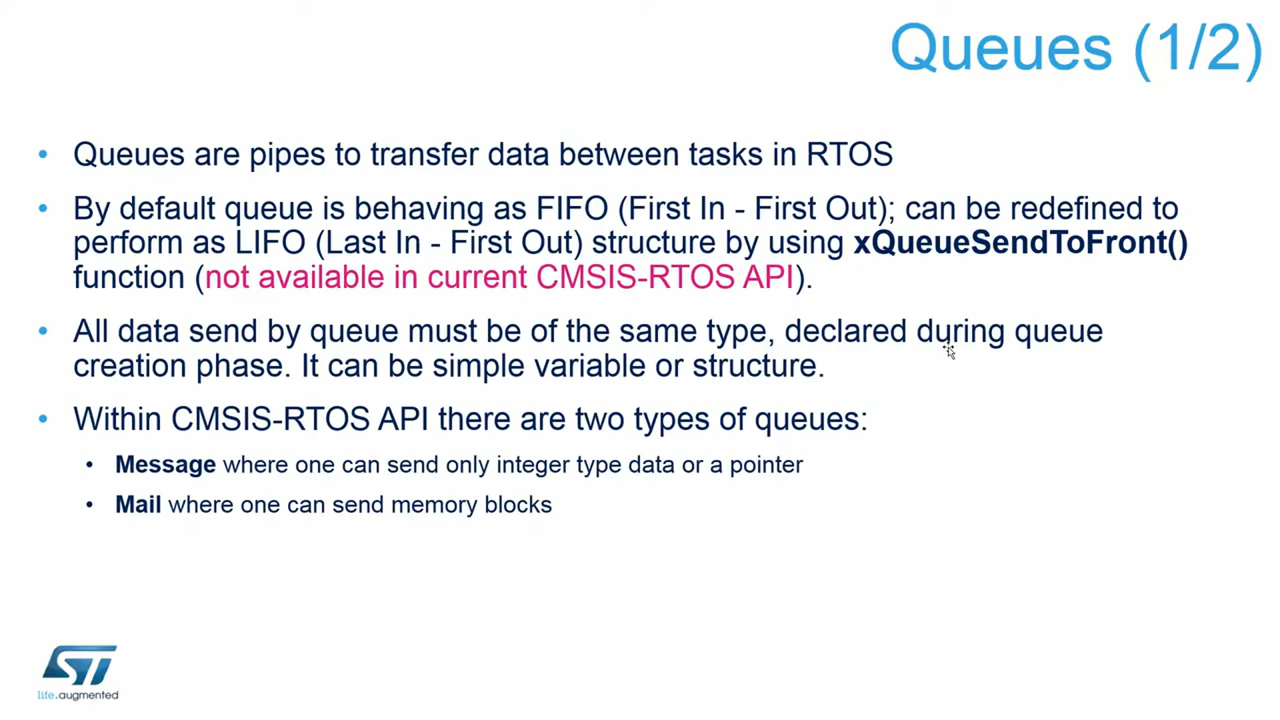 Queues (1/2)
• Queues are pipes to transfer data between tasks in RTOS
• By default queue is behaving as FIFO (First In - First Out); can be redefined to
perform as LIFO (Last In - First Out) structure by using xQueueSendToFront()
function (not available in current CMSIS-RTOS API).
• All data send by queue must be of the same type, declared during queue
creation phase. It can be simple variable or structure.
• Within CMSIS-RTOS API there are two types of queues:
• Message where one can send only integer type data or a pointer
• Mail where one can send memory blocks
ST
life.augmented